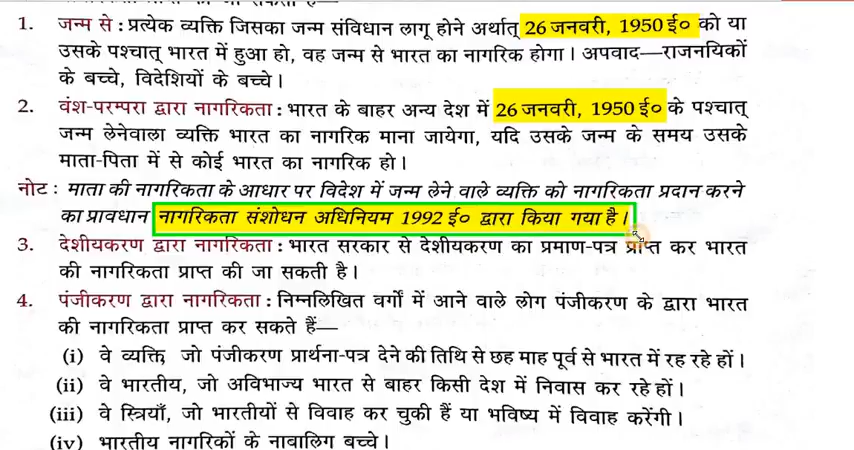 1. जन्म से : प्रत्येक व्यक्ति जिसका जन्म संविधान लागू होने अर्थात् 26 जनवरी, 1950 ई० को या
उसके पश्चात् भारत में हुआ हो, वह जन्म से भारत का नागरिक होगा। अपवाद—राजनयिकों
के बच्चे, विदेशियों के बच्चे।
2. वंश-परम्परा द्वारा नागरिकता : भारत के बाहर अन्य देश में 26 जनवरी, 1950 ई० के पश्चात्
जन्म लेनेवाला व्यक्ति भारत का नागरिक माना जायेगा, यदि उसके जन्म के समय उसके
माता-पिता में से कोई भारत का नागरिक हो।
नोट : माता की नागरिकता के आधार पर विदेश में जन्म लेने वाले व्यक्ति को नागरिकता प्रदान करने
का प्रावधान नागरिकता संशोधन अधिनियम 1992 ई० द्वारा किया गया है।
3. देशीयकरण द्वारा नागरिकता : भारत सरकार से देशीयकरण का प्रमाण-पत्र प्राप्त कर भारत
की नागरिकता प्राप्त की जा सकती है।
4. पंजीकरण द्वारा नागरिकता : निम्नलिखित वर्गों में आने वाले लोग पंजीकरण के द्वारा भारत
की नागरिकता प्राप्त कर सकते हैं—
(i) वे व्यक्ति, जो पंजीकरण प्रार्थना-पत्र देने की तिथि से छह माह पूर्व से भारत में रह रहे हों।
(ii) वे भारतीय, जो अविभाज्य भारत से बाहर किसी देश में निवास कर रहे हों।
(iii) वे स्त्रियाँ, जो भारतीयों से विवाह कर चुकी हैं या भविष्य में विवाह करेंगी।
(iv) भारतीय नागरिकों के नाबालिग बच्चे।